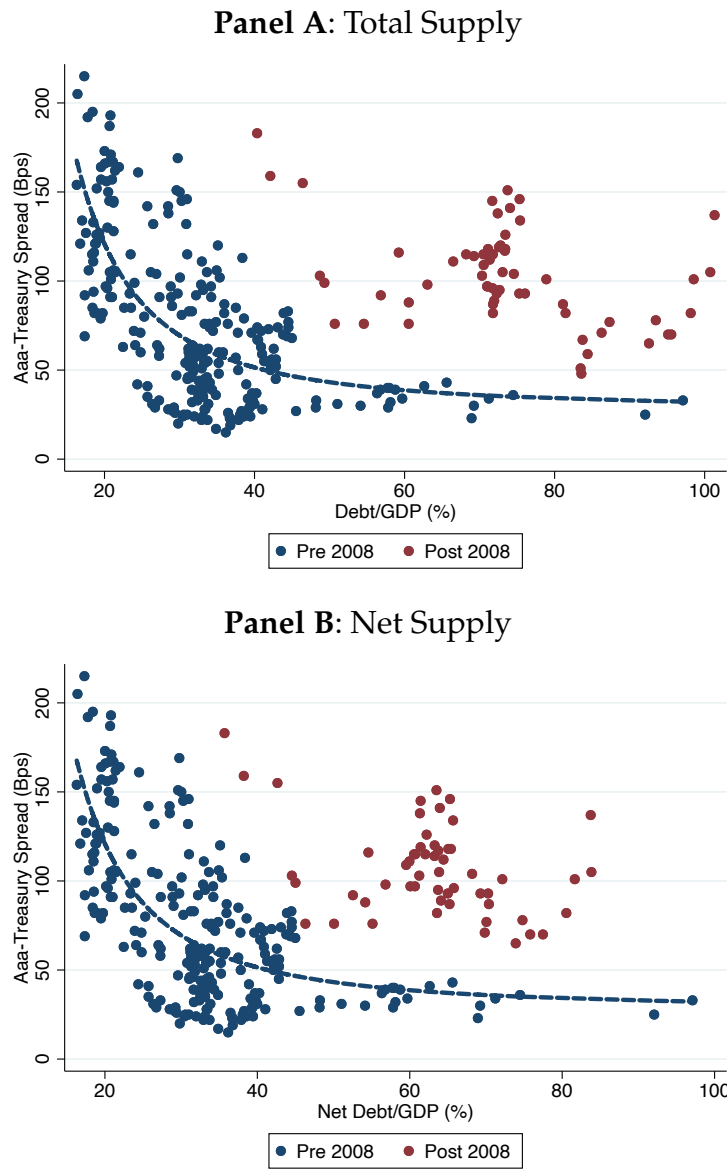 Panel A: Total Supply
Aaa-Treasury Spread (Bps)
200
150
100
50
0
20 40 60 80 100
Debt/GDP (%)
Pre 2008 Post 2008
Panel B: Net Supply
Aaa-Treasury Spread (Bps)
200
150
100
50
0
20 40 60 80 100
Net Debt/GDP (%)
Pre 2008 Post 2008